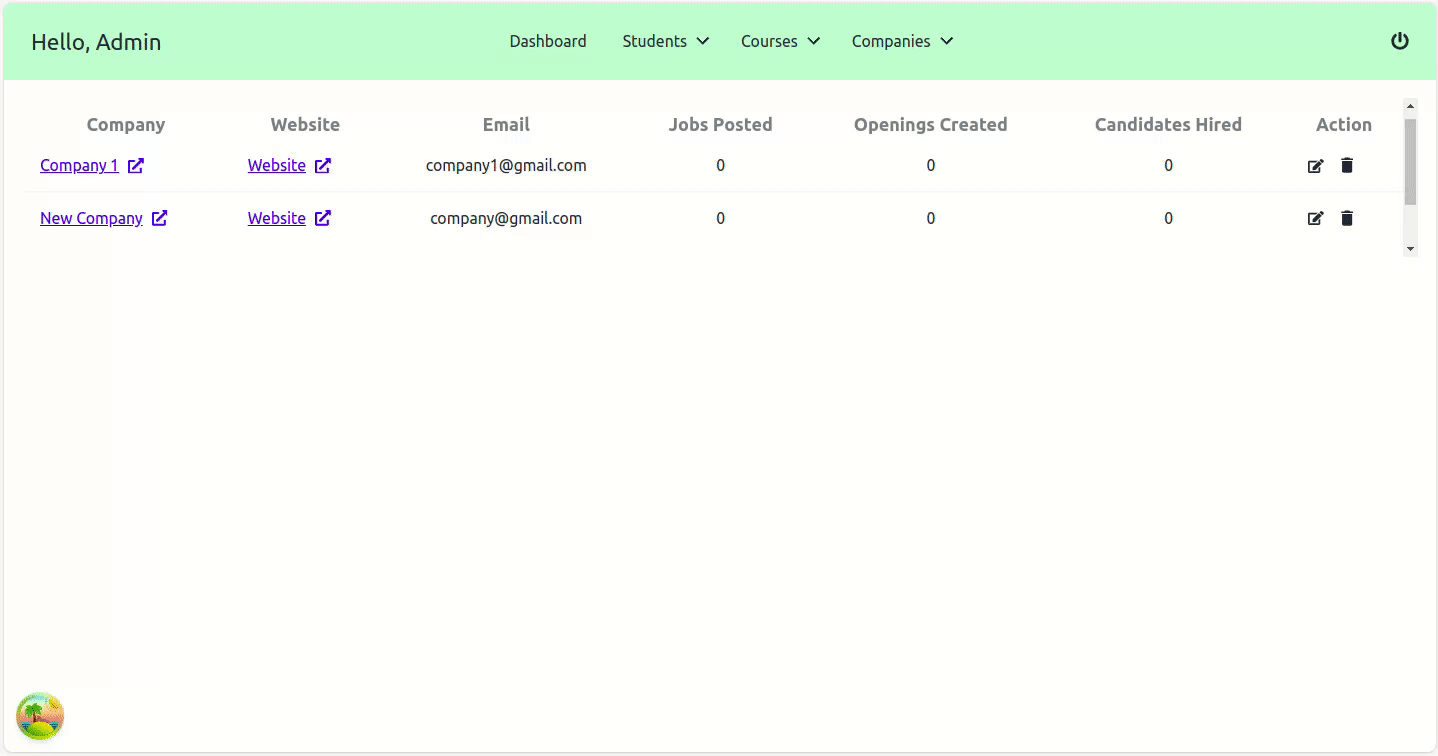 Hello, Admin Dashboard Students Courses Companies
Company Website Email Jobs Posted Openings Created Candidates Hired Action
Company 1 Website company1@gmail.com 0 0 0
New Company Website company@gmail.com 0 0 0